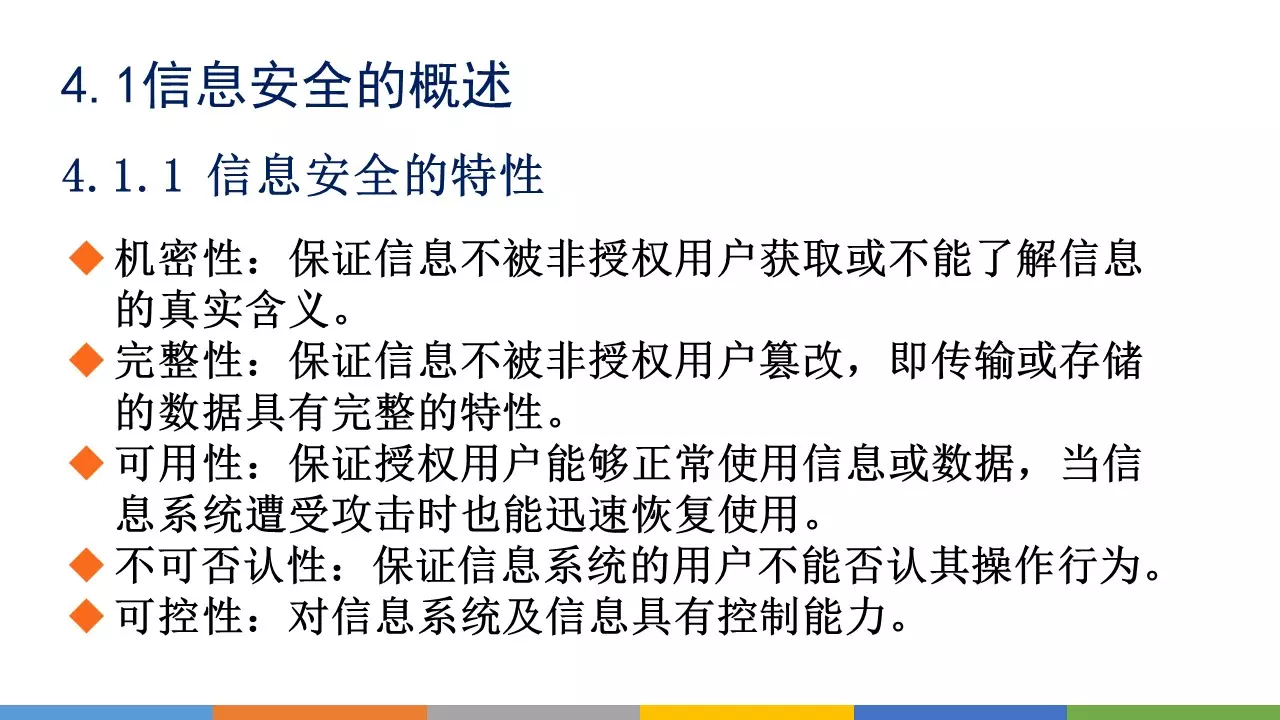 4.1信息安全的概述
4.1.1 信息安全的特性
机密性：保证信息不被非授权用户获取或不能了解信息
的真实含义。
完整性：保证信息不被非授权用户篡改，即传输或存储
的数据具有完整的特性。
可用性：保证授权用户能够正常使用信息或数据，当信
息系统遭受攻击时也能迅速恢复使用。
不可否认性：保证信息系统的用户不能否认其操作行为。
可控性：对信息系统及信息具有控制能力。